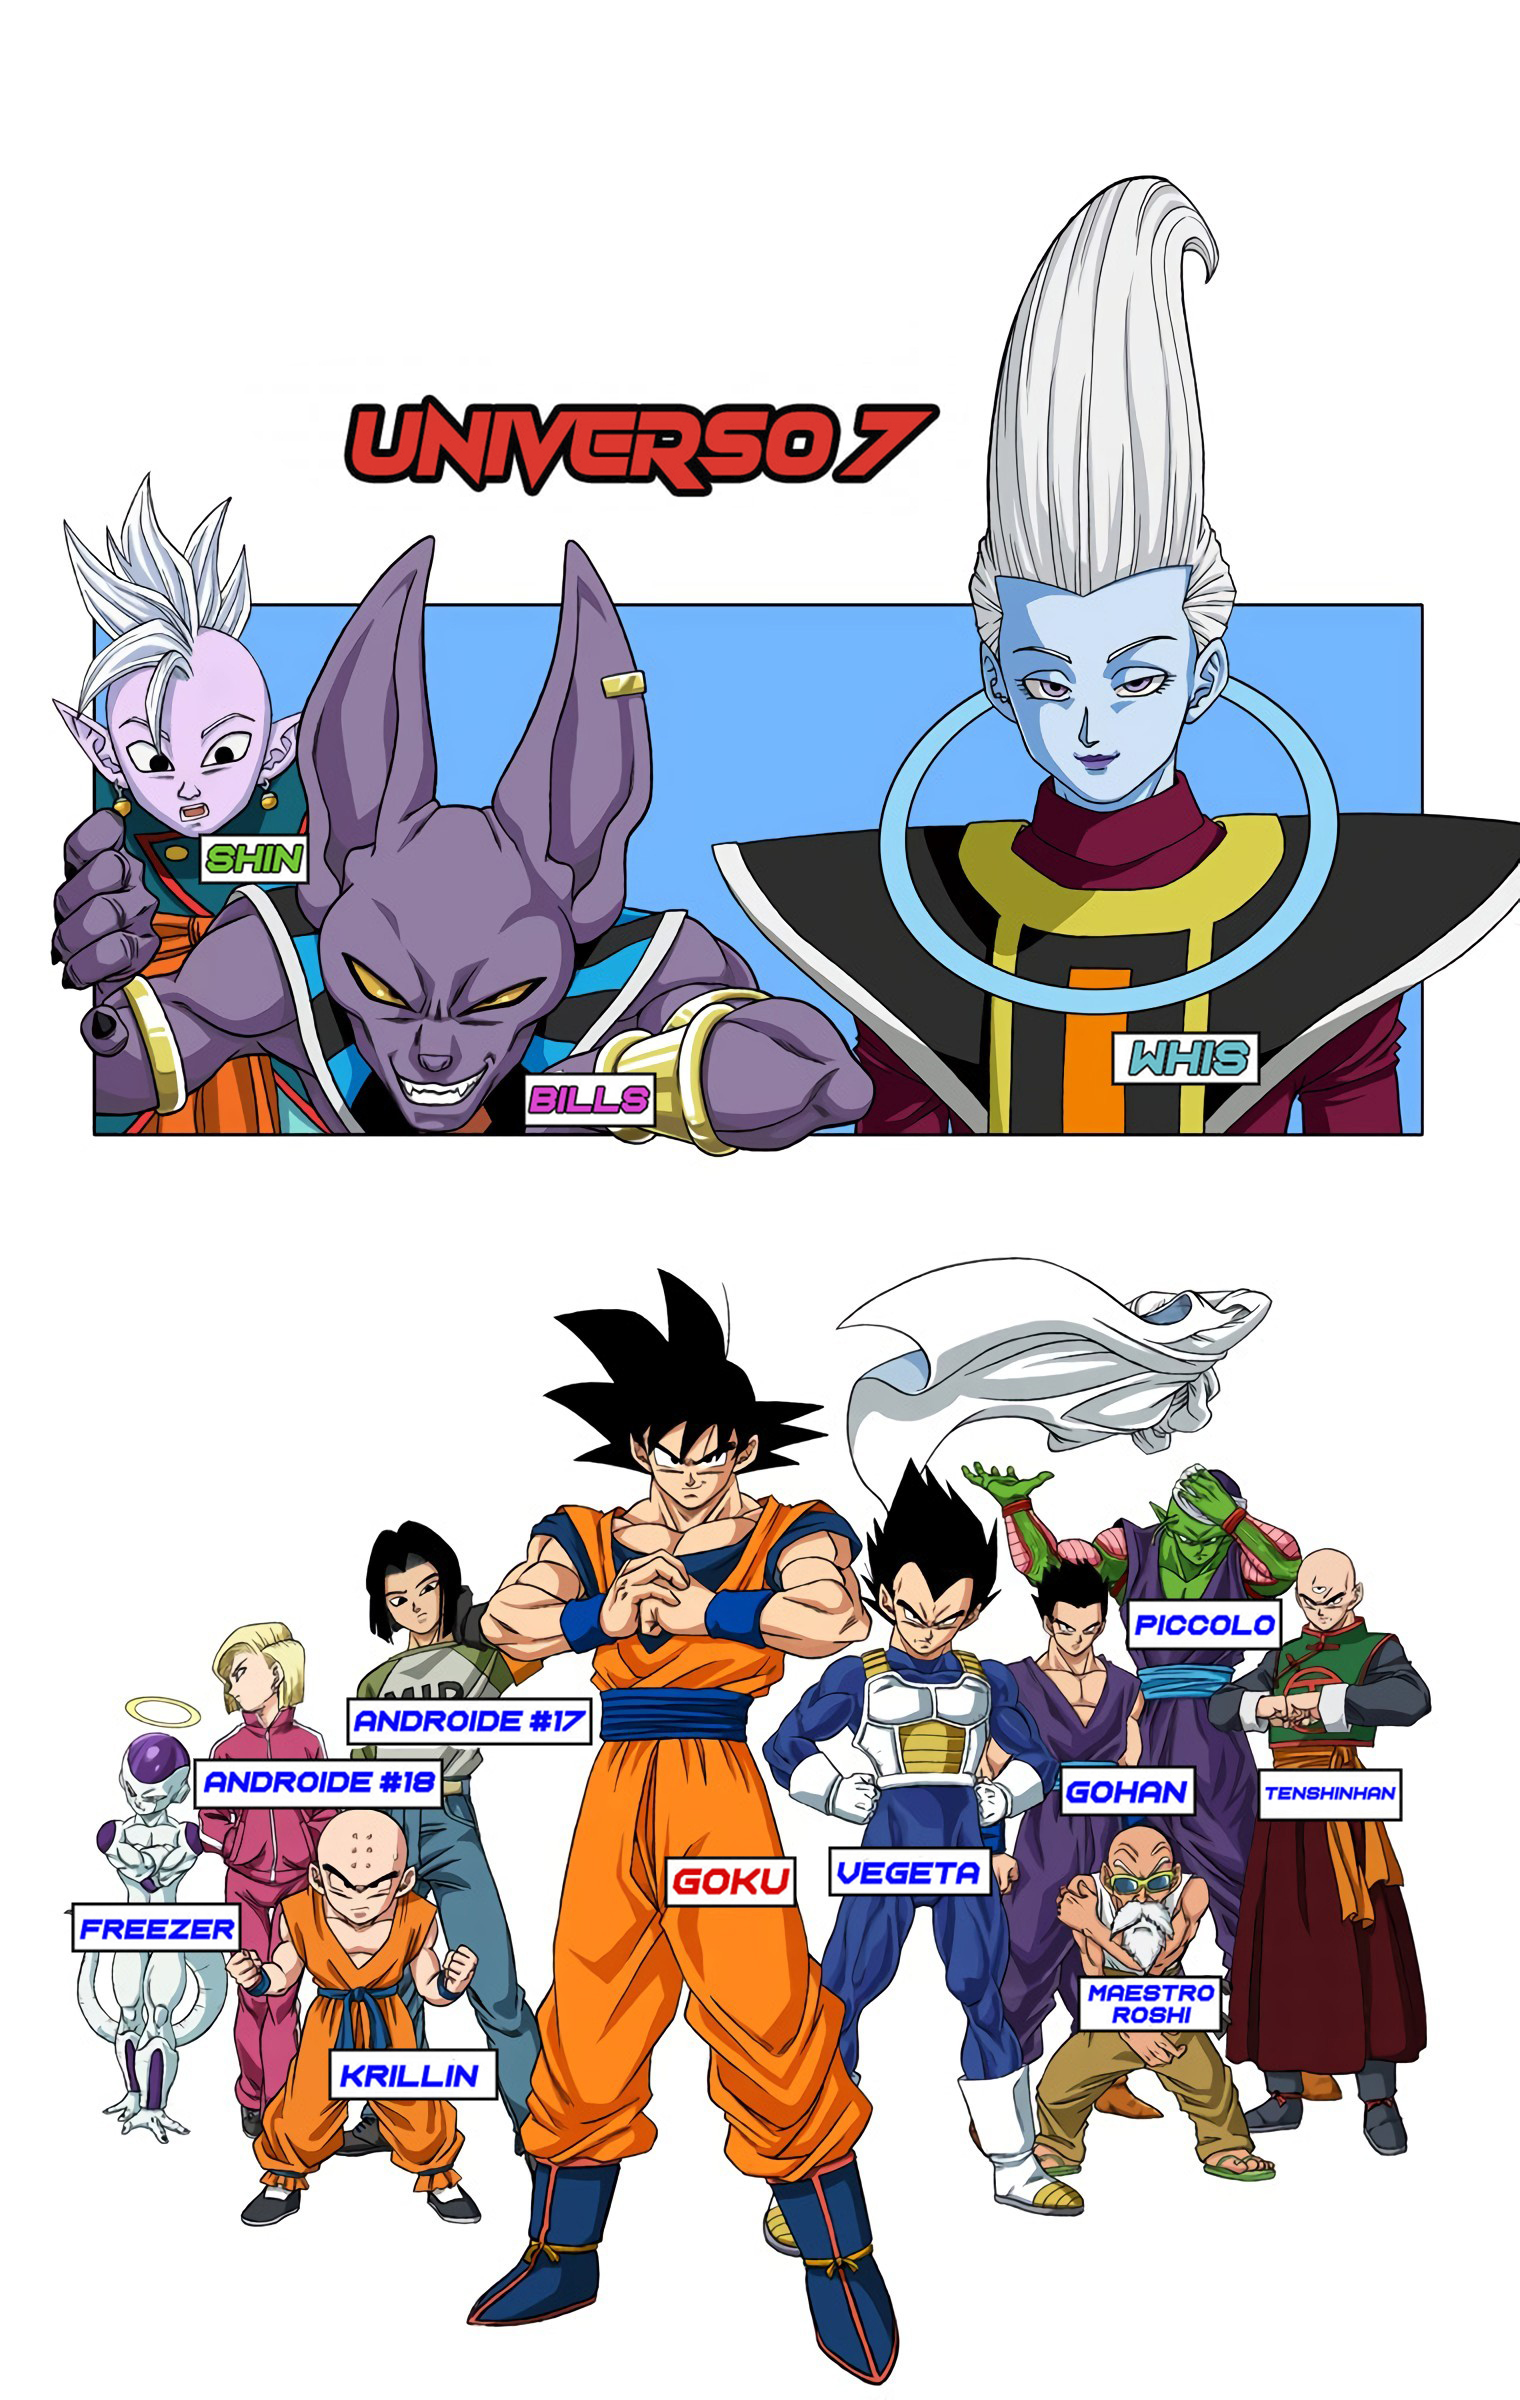 UNIVERSO 7
SHIN
BILLS
WHIS
PICCOLO
ANDROIDE #17
ANDROIDE #18
GOHAN
TENSHINHAN
GOKU
VEGETA
FREEZER
MAESTRO
ROSHI
KRILLIN